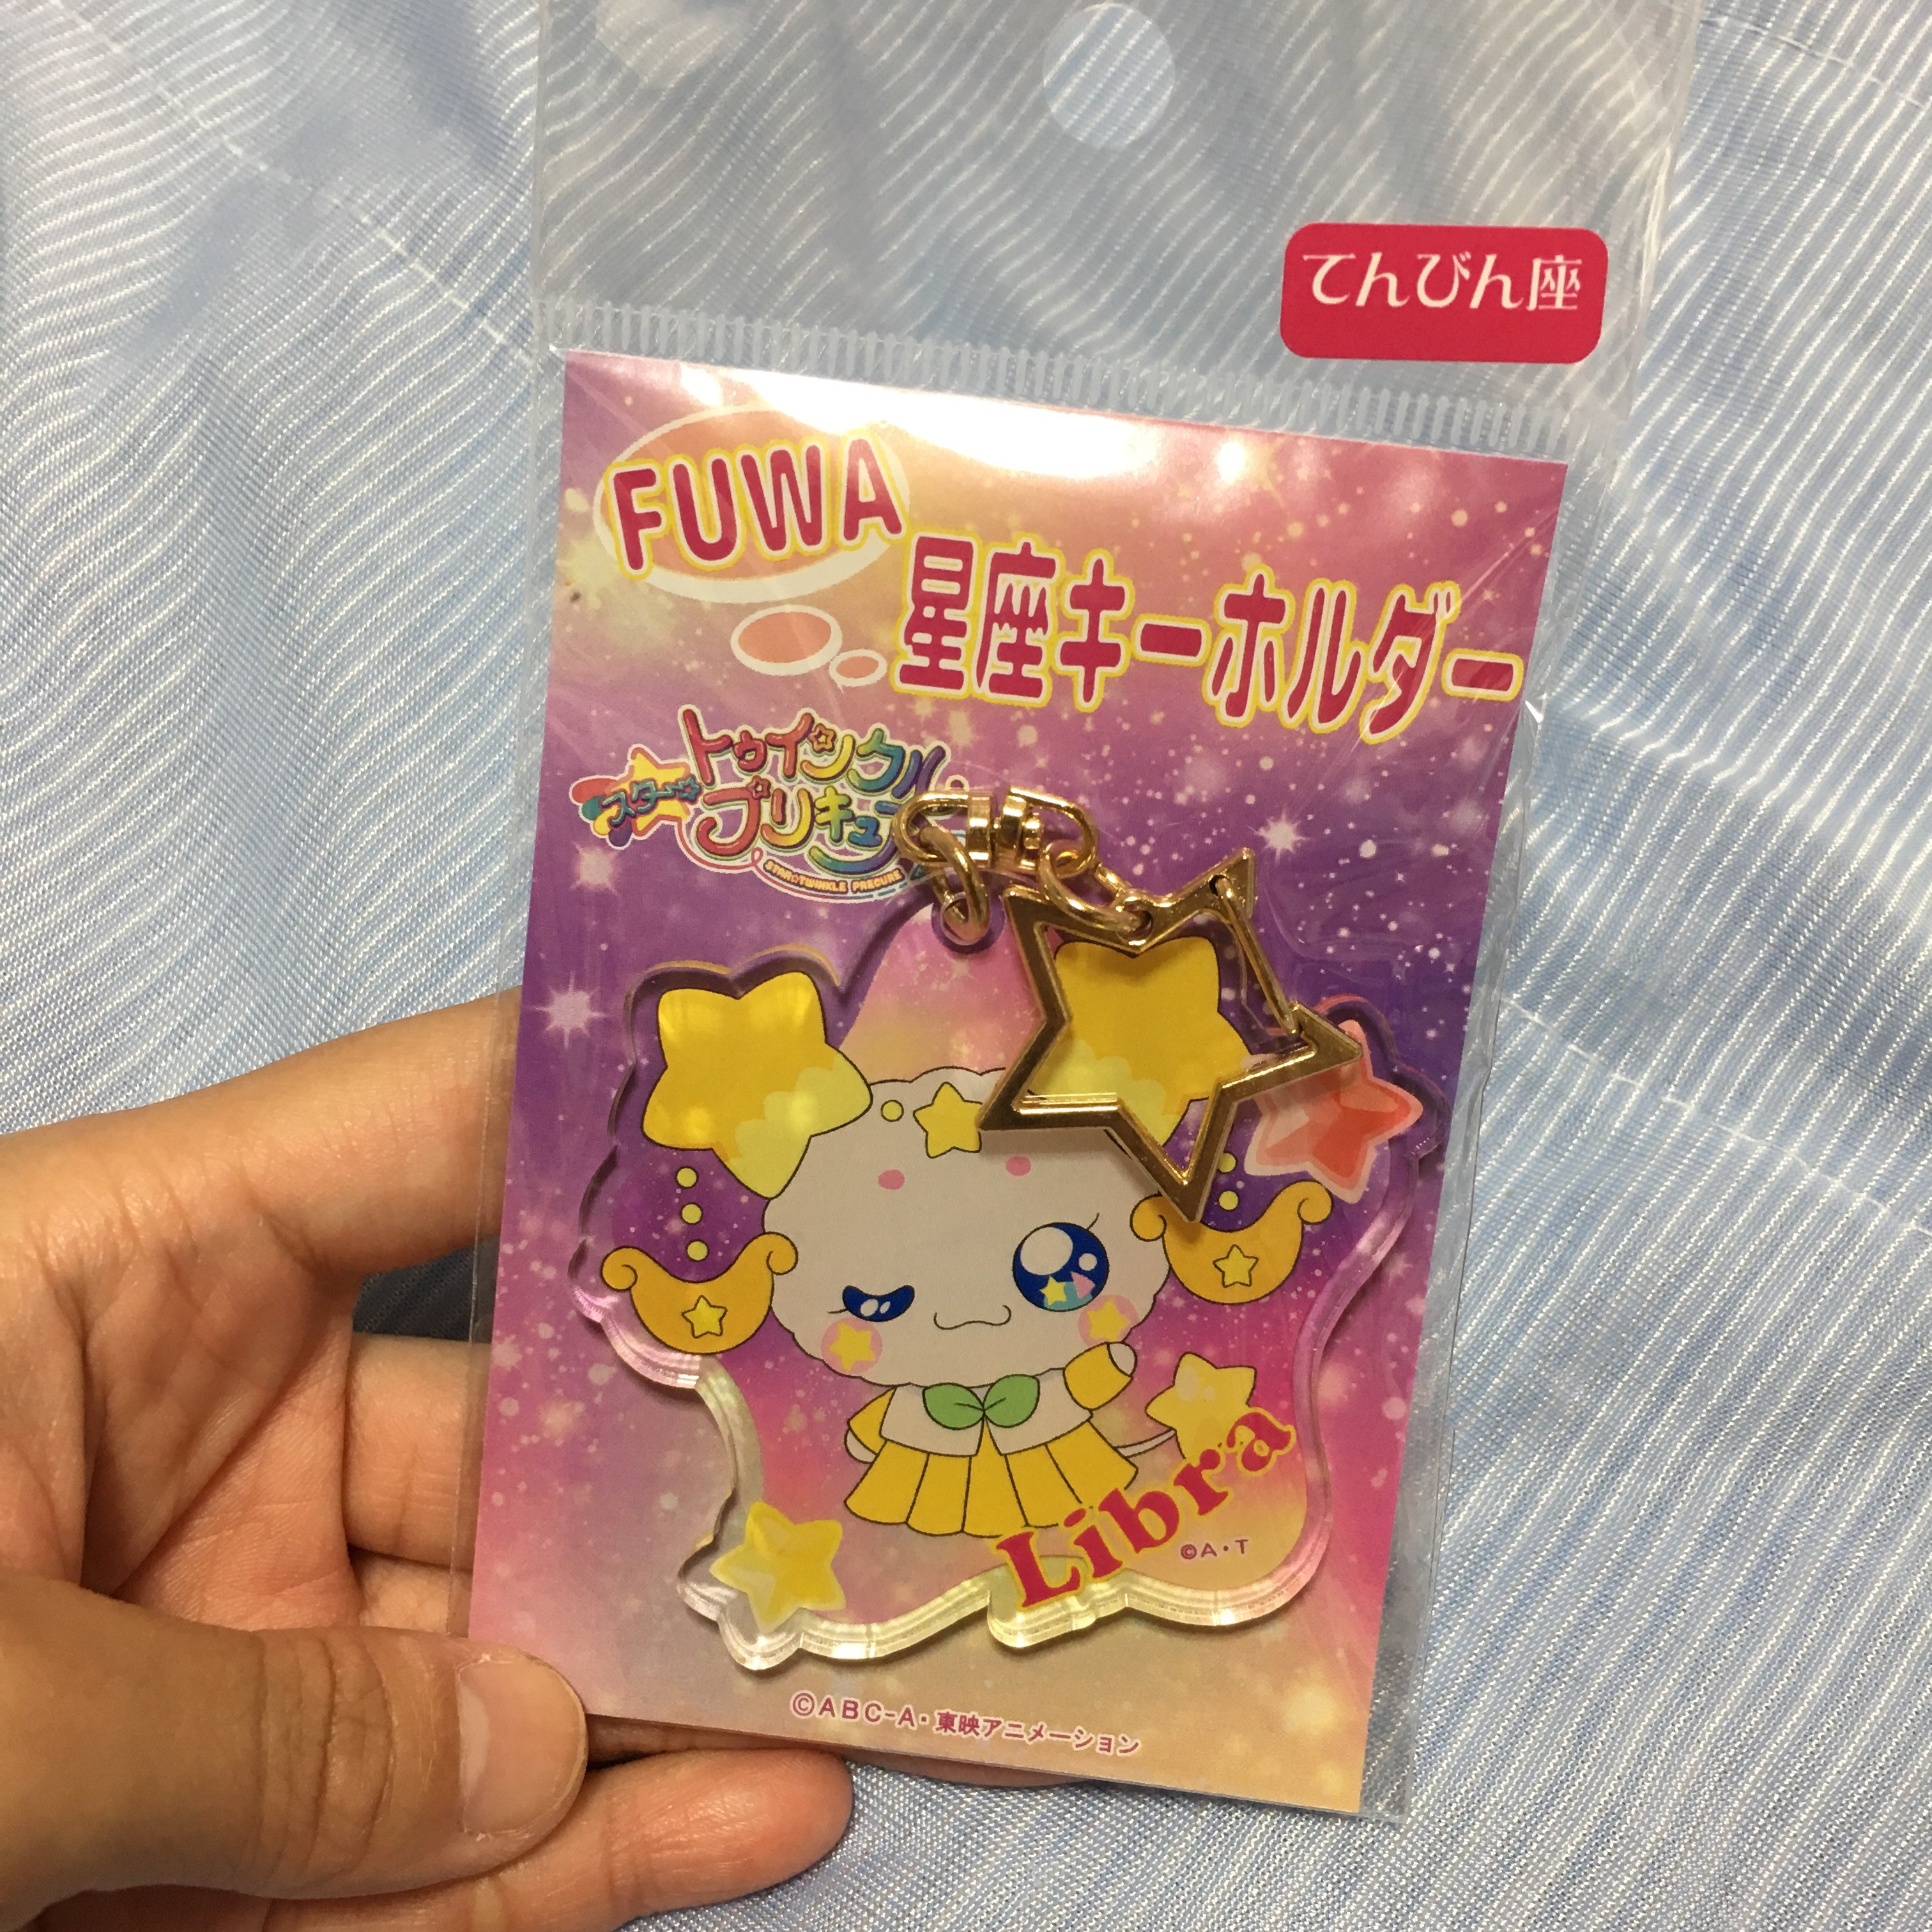 てんびん座
FUWA
星座キーホルダー
スター☆
トゥインクル
プリキュア
STAR☆TWINKLE PRECURE
Libra
©A・T
©ABC-A・東映アニメーション